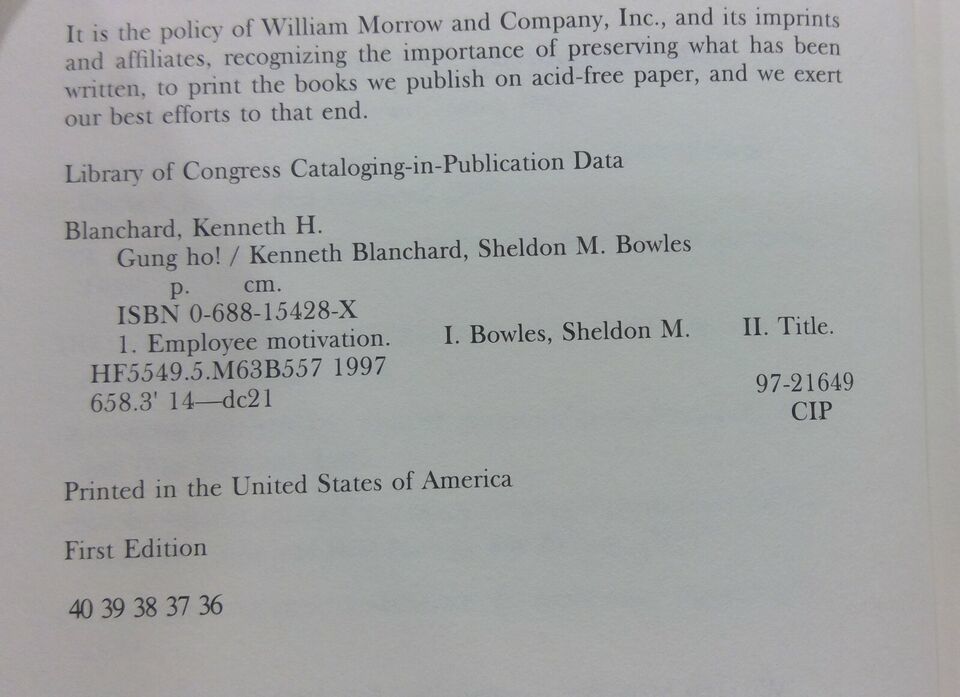 It is the policy of William Morrow and Company, Inc., and its imprints
and affiliates, recognizing the importance of preserving what has been
written, to print the books we publish on acid-free paper, and we exert
our best efforts to that end.
Library of Congress Cataloging-in-Publication Data
Blanchard, Kenneth H.
Gung ho! / Kenneth Blanchard, Sheldon M. Bowles
p. cm.
ISBN 0-688-15428-X
1. Employee motivation. I. Bowles, Sheldon M. II. Title.
HF5549.5.M63B557 1997
658.3' 14—dc21 97-21649
CIP
Printed in the United States of America
First Edition
40 39 38 37 36